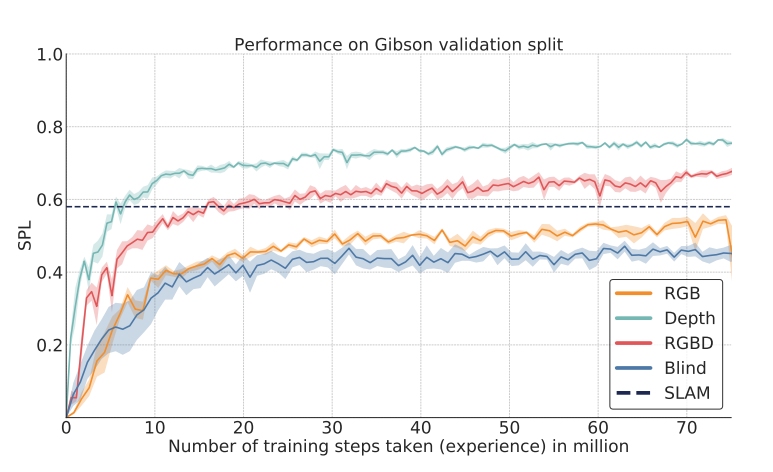 Performance on Gibson validation split
1.0
0.8
0.6
0.4
0.2
SPL
RGB
Depth
RGBD
Blind
SLAM
0 10 20 30 40 50 60 70
Number of training steps taken (experience) in million